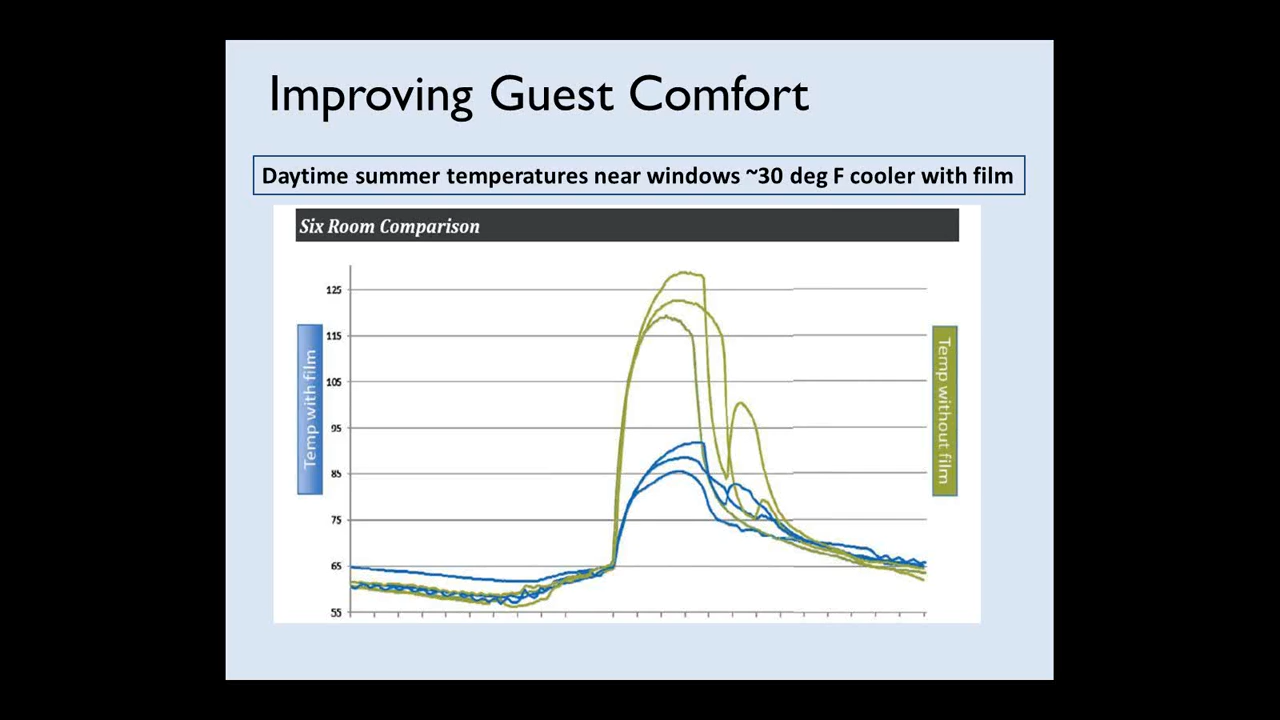 Improving Guest Comfort
Daytime summer temperatures near windows ~30 deg F cooler with film
Six Room Comparison
125
115
105
95
85
75
65
55
Temp with film
Temp without film